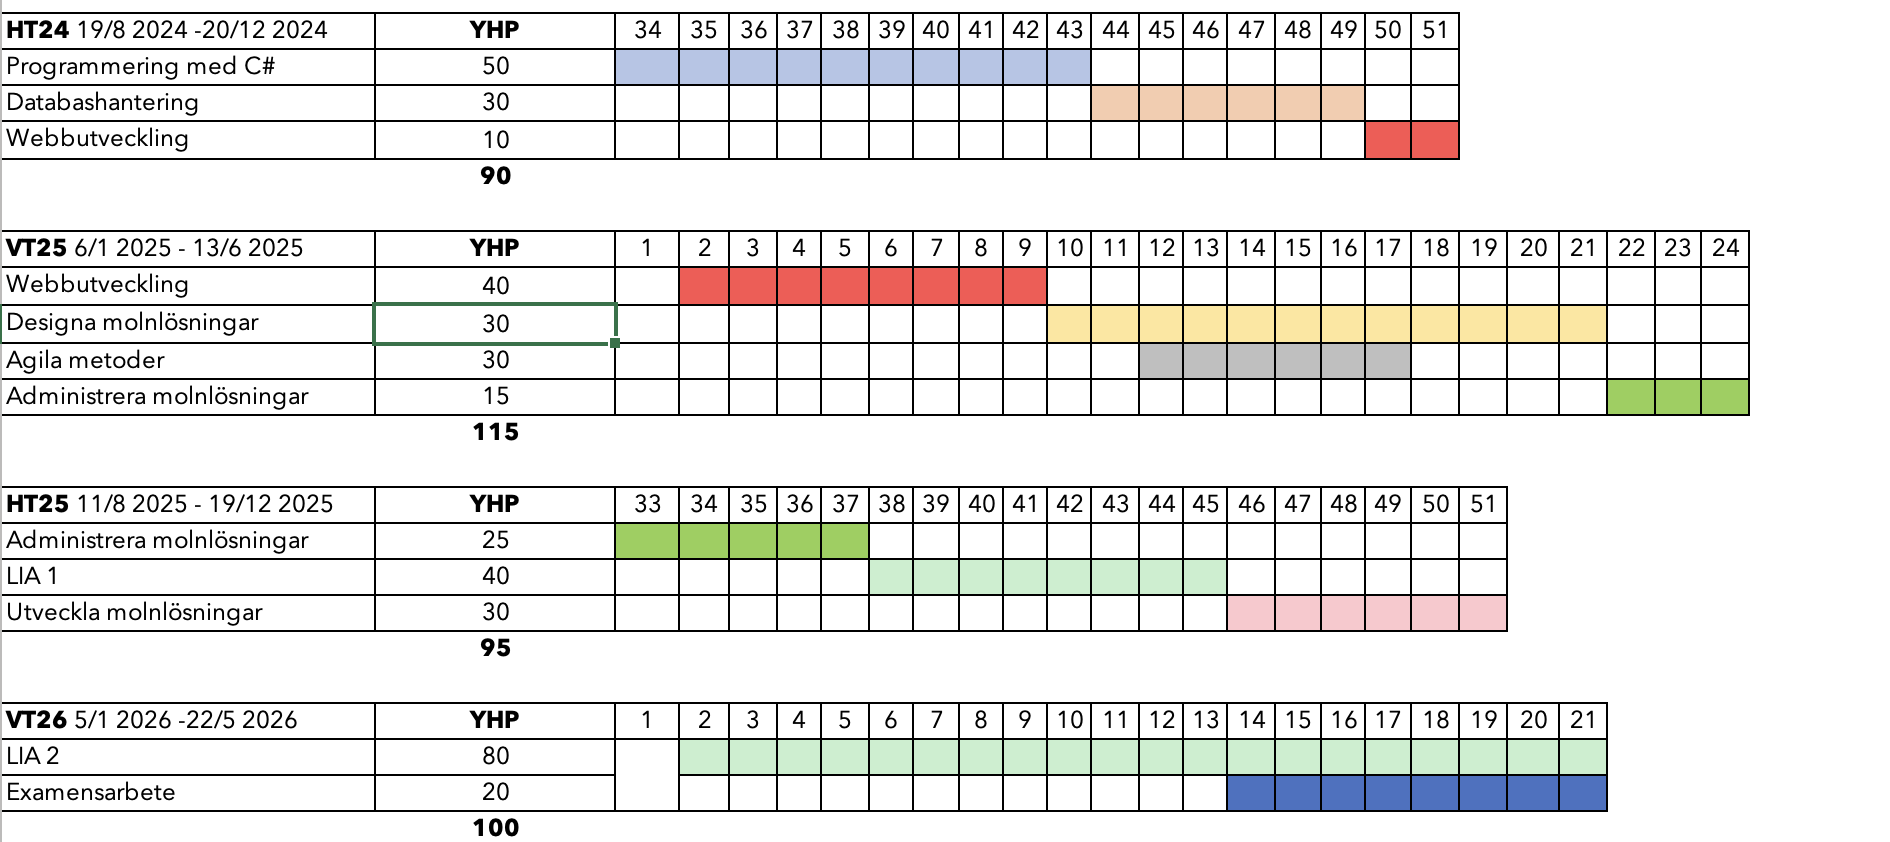 HT24 19/8 2024 -20/12 2024 YHP 34 35 36 37 38 39 40 41 42 43 44 45 46 47 48 49 50 51
Programmering med C# 50
Databashantering 30
Webbutveckling 10
90
VT25 6/1 2025 - 13/6 2025 YHP 1 2 3 4 5 6 7 8 9 10 11 12 13 14 15 16 17 18 19 20 21 22 23 24
Webbutveckling 40
Designa molnlösningar 30
Agila metoder 30
Administrera molnlösningar 15
115
HT25 11/8 2025 - 19/12 2025 YHP 33 34 35 36 37 38 39 40 41 42 43 44 45 46 47 48 49 50 51
Administrera molnlösningar 25
LIA 1 40
Utveckla molnlösningar 30
95
VT26 5/1 2026 -22/5 2026 YHP 1 2 3 4 5 6 7 8 9 10 11 12 13 14 15 16 17 18 19 20 21
LIA 2 80
Examensarbete 20
100